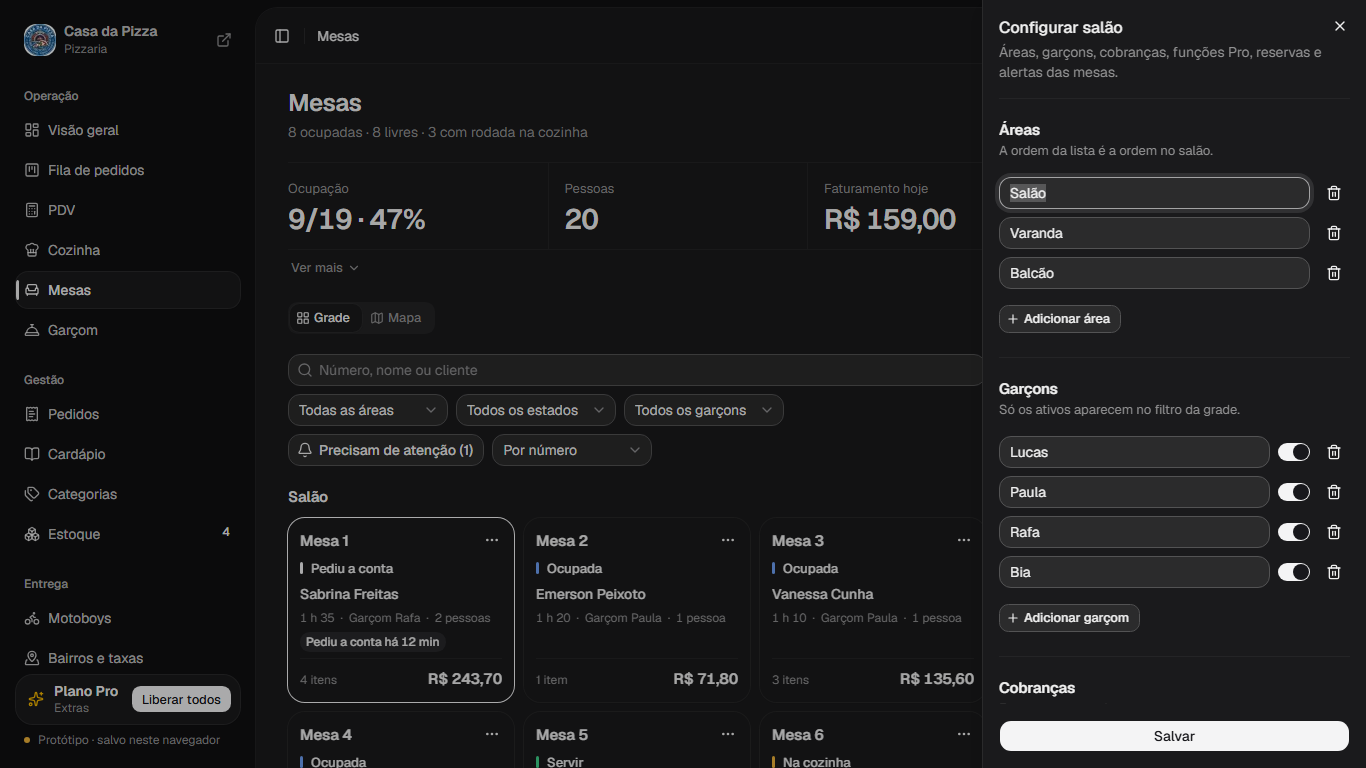 Casa da Pizza
Pizzaria
Operação
Visão geral
Fila de pedidos
PDV
Cozinha
Mesas
Garçom
Gestão
Pedidos
Cardápio
Categorias
Estoque 4
Entrega
Motoboys
Bairros e taxas
Plano Pro
Extras
Liberar todos
Protótipo · salvo neste navegador
Mesas
Mesas
8 ocupadas · 8 livres · 3 com rodada na cozinha
Ocupação
9/19 · 47%
Pessoas
20
Faturamento hoje
R$ 159,00
Ver mais
Grade
Mapa
Número, nome ou cliente
Todas as áreas
Todos os estados
Todos os garçons
Precisam de atenção (1)
Por número
Salão
Mesa 1
Pediu a conta
Sabrina Freitas
1 h 35 · Garçom Rafa · 2 pessoas
Pediu a conta há 12 min
4 itens R$ 243,70
Mesa 2
Ocupada
Emerson Peixoto
1 h 20 · Garçom Paula · 1 pessoa
1 item R$ 71,80
Mesa 3
Ocupada
Vanessa Cunha
1 h 10 · Garçom Paula · 1 pessoa
3 itens R$ 135,60
Mesa 4
Ocupada
Mesa 5
Servir
Mesa 6
Na cozinha
Configurar salão
Áreas, garçons, cobranças, funções Pro, reservas e
alertas das mesas.
Áreas
A ordem da lista é a ordem no salão.
Salão
Varanda
Balcão
Adicionar área
Garçons
Só os ativos aparecem no filtro da grade.
Lucas
Paula
Rafa
Bia
Adicionar garçom
Cobranças
Salvar